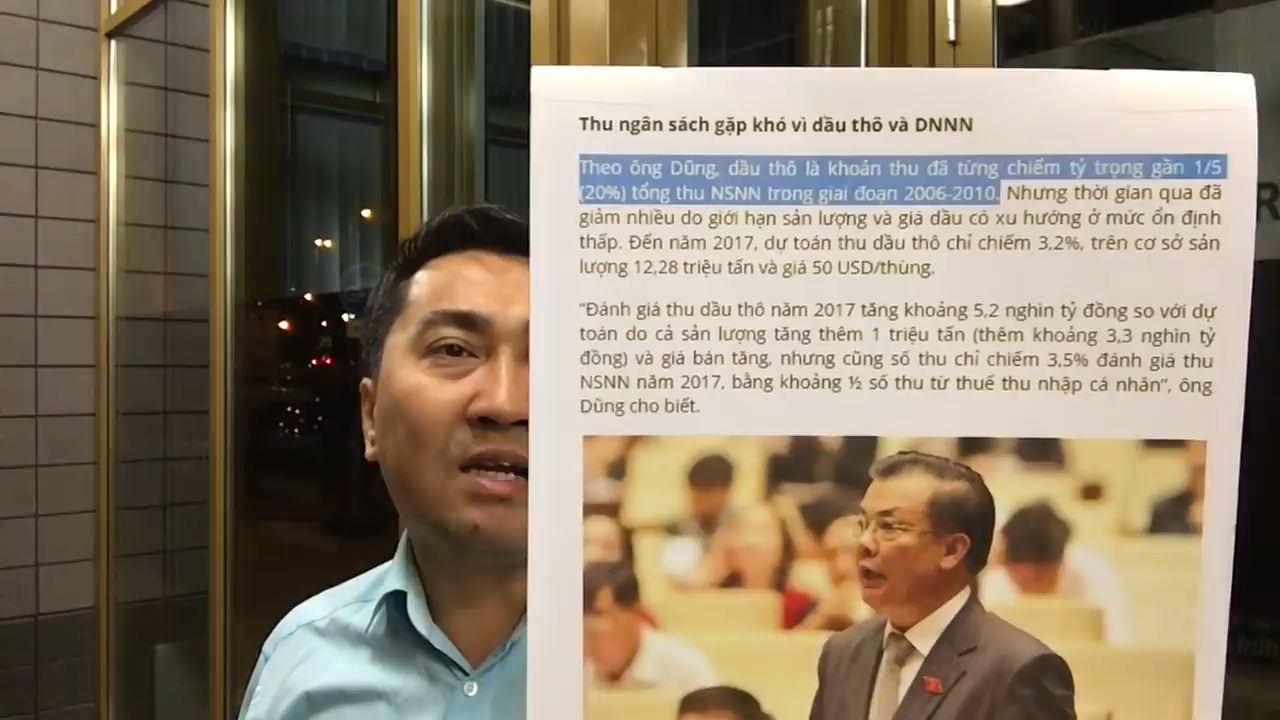 Thu ngân sách gặp khó vì dầu thô và DNNN
Theo ông Dũng, dầu thô là khoản thu đã từng chiếm tỷ trọng gần 1/5
(20%) tổng thu NSNN trong giai đoạn 2006-2010. Nhưng thời gian qua đã
giảm nhiều do giới hạn sản lượng và giá dầu có xu hướng ở mức ổn định
thấp. Đến năm 2017, dự toán thu dầu thô chỉ chiếm 3,2%, trên cơ sở sản
lượng 12,28 triệu tấn và giá 50 USD/thùng.
“Đánh giá thu dầu thô năm 2017 tăng khoảng 5,2 nghìn tỷ đồng so với dự
toán do cả sản lượng tăng thêm 1 triệu tấn (thêm khoảng 3,3 nghìn tỷ
đồng) và giá bán tăng, nhưng cũng số thu chỉ chiếm 3,5% đánh giá thu
NSNN năm 2017, bằng khoảng ½ số thu từ thuế thu nhập cá nhân”, ông
Dũng cho biết.